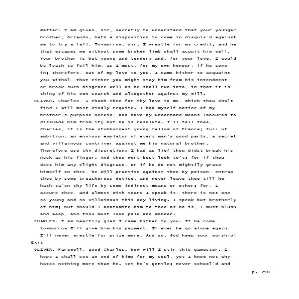 matter. I am given, sir, secretly to understand that your younger
brother, Orlando, hath a disposition to come in disguis'd against
me to try a fall. To-morrow, sir, I wrestle for my credit; and he
that escapes me without some broken limb shall acquit him well.
Your brother is but young and tender; and, for your love, I would
be loath to foil him, as I must, for my own honour, if he come
in; therefore, out of my love to you, I came hither to acquaint
you withal, that either you might stay him from his intendment
or brook such disgrace well as he shall run into, in that it is
thing of his own search and altogether against my will.
OLIVER. Charles, I thank thee for thy love to me, which thou shalt
find I will most kindly requite. I had myself notice of my
brother's purpose herein, and have by underhand means laboured to
dissuade him from it; but he is resolute. I'll tell thee,
Charles, it is the stubbornest young fellow of France; full of
ambition, an envious emulator of every man's good parts, a secret
and villainous contriver against me his natural brother.
Therefore use thy discretion: I had as lief thou didst break his
neck as his finger. And thou wert best look to't; for if thou
dost him any slight disgrace, or if he do not mightily grace
himself on thee, he will practise against thee by poison, entrap
thee by some treacherous device, and never leave thee till he
hath ta'en thy life by some indirect means or other; for, I
assure thee, and almost with tears I speak it, there is not one
so young and so villainous this day living. I speak but brotherly
of him; but should I anatomize him to thee as he is, I must blush
and weep, and thou must look pale and wonder.
CHARLES. I am heartily glad I came hither to you. If he come
to-morrow I'll give him his payment. If ever he go alone again,
I'll never wrestle for prize more. And so, God keep your worship!
Exit
OLIVER. Farewell, good Charles. Now will I stir this gamester. I
hope I shall see an end of him; for my soul, yet I know not why,
hates nothing more than he. Yet he's gentle; never school'd and